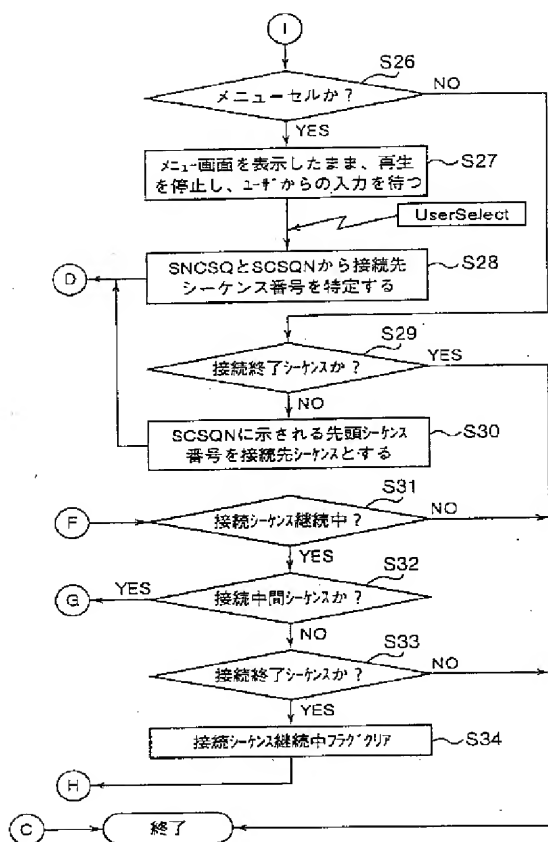 I
S26
メニューセルか？
NO
YES
メニュー画面を表示したまま、再生
を停止し、ユーザからの入力を待つ
S27
UserSelect
D
SNCSQとSCSQNから接続先
シーケンス番号を特定する
S28
S29
接続終了シーケンスか？
YES
NO
SCSQNに示される先頭シーケンス
番号を接続先シーケンスとする
S30
S31
F
接続シーケンス継続中？
NO
YES
S32
G
YES
接続中間シーケンスか？
NO
S33
接続終了シーケンスか？
NO
YES
接続シーケンス継続中フラグクリア
S34
H
C
終了